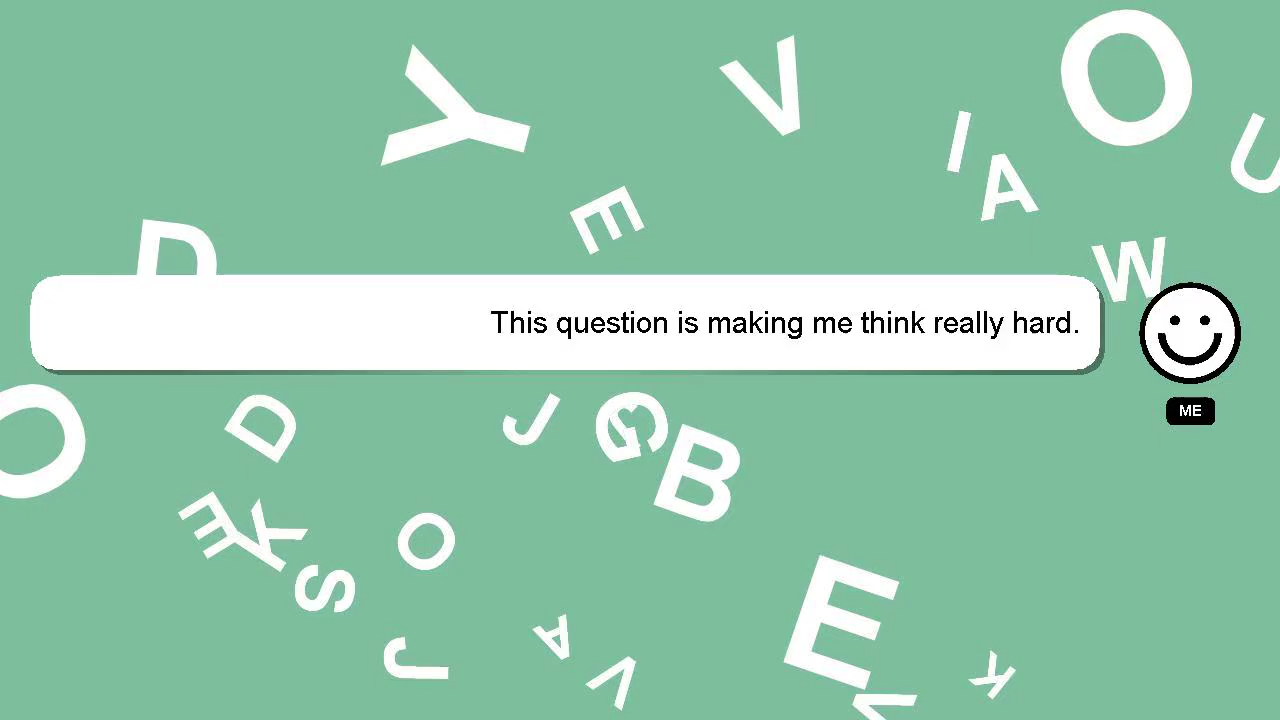 Y
V
O
I
A
U
E
D
W
This question is making me think really hard.
ME
O
D
J
G
B
E
K
O
S
E
A
J
V
K
V